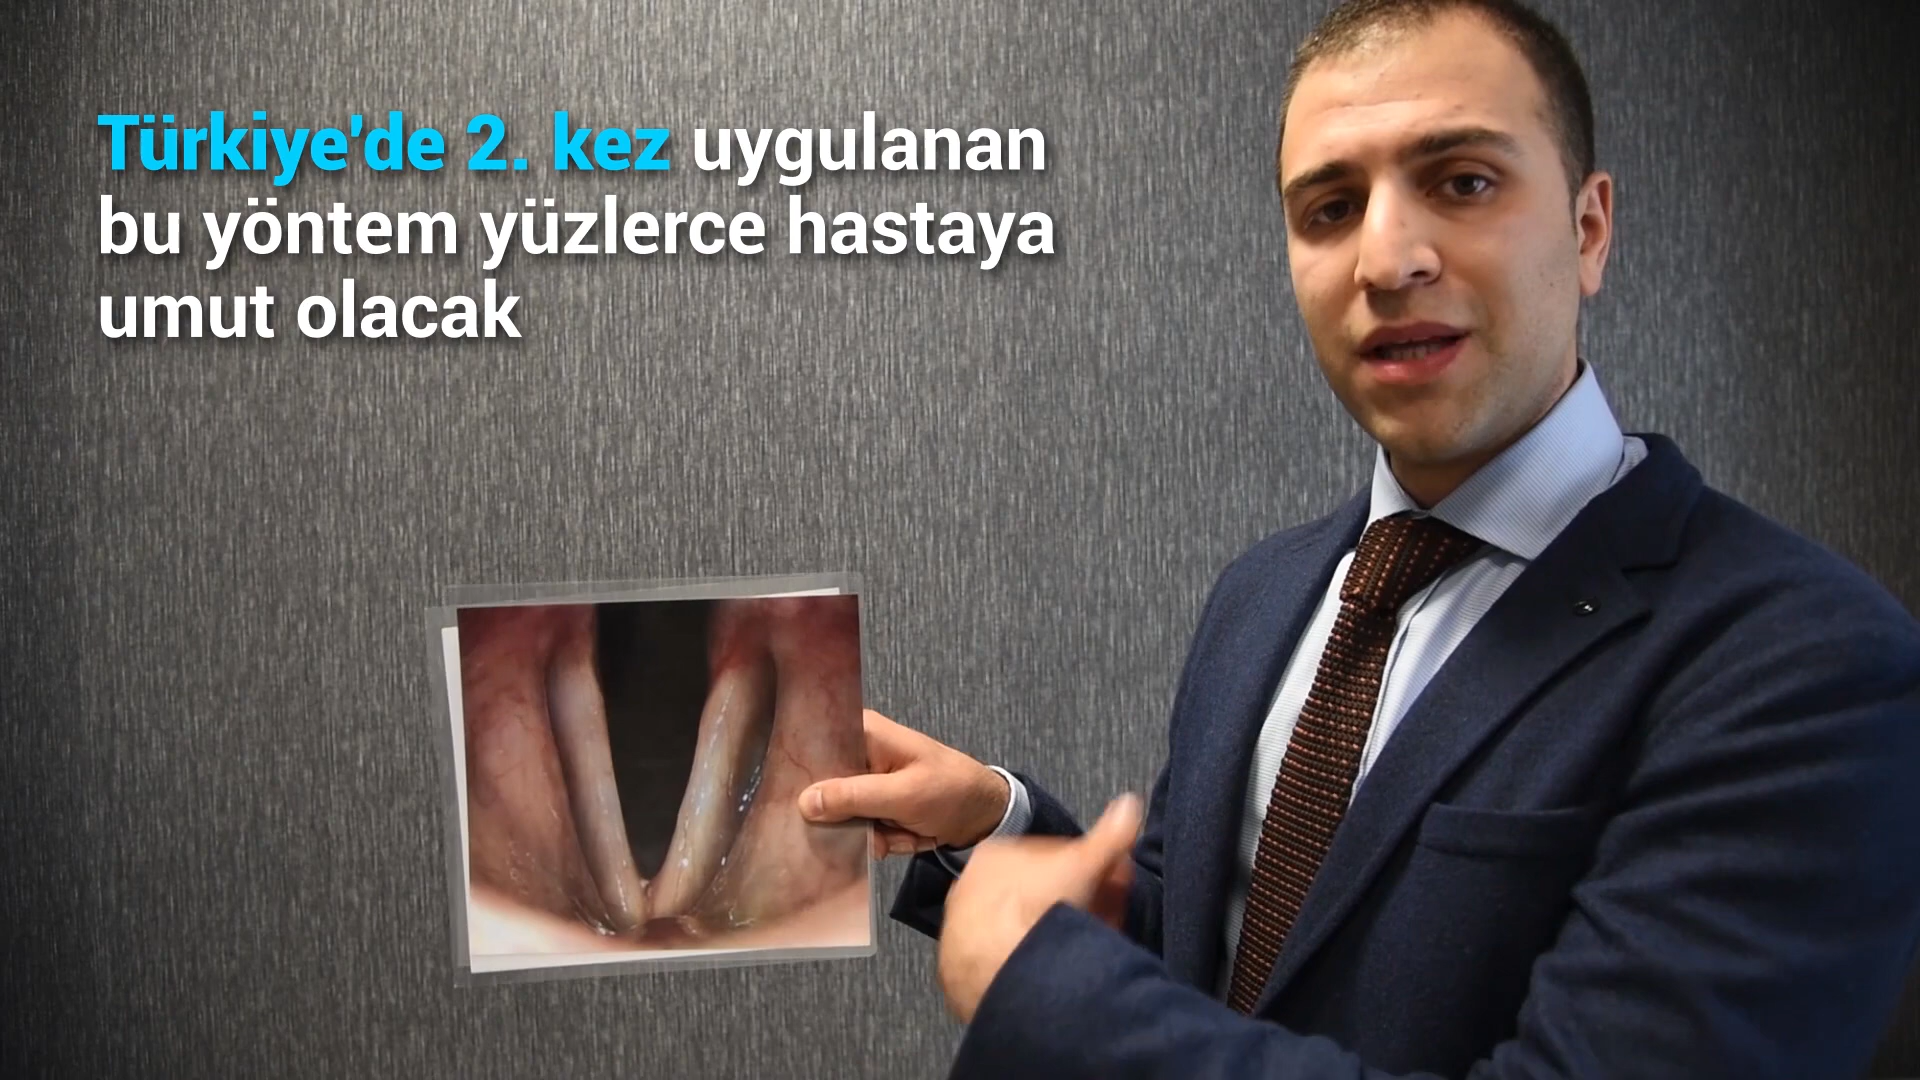 Türkiye'de 2. kez uygulanan
bu yöntem yüzlerce hastaya
umut olacak